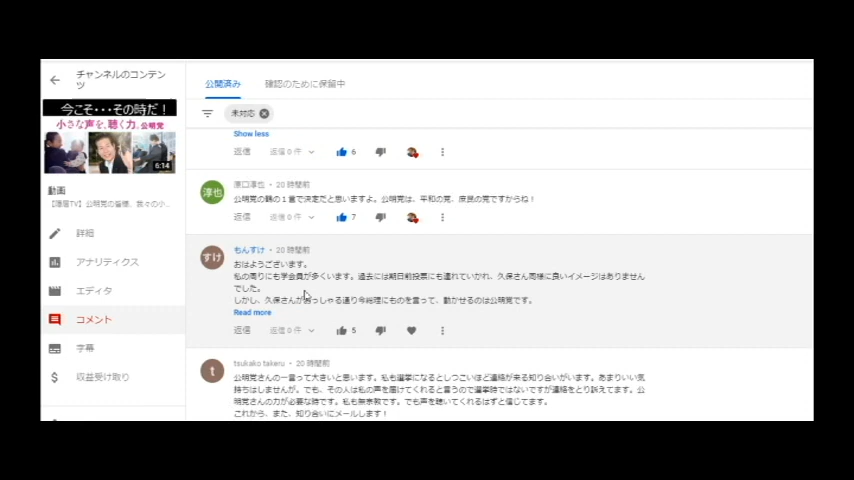 チャンネルのコンテン
ツ
今こそ・・・その時だ！
小さな声を、聴く力。公明党
6:14
動画
詳細
アナリティクス
エディタ
コメント
字幕
収益受け取り
公開済み
確認のために保留中
未対応
Show less
返信 返信 0 件 6
淳也
原口淳也 • 20 時間前
公明党の鶴の１言で決定だと思いますよ。公明党は、平和の党、庶民の党ですからね！
返信 返信 0 件 7
すけ
もんすけ • 20 時間前
おはようございます。
私の周りにも学会員が多くいます。過去には期日前投票にも連れていかれ、久保さん同様に良いイメージはありません
でした。
しかし、久保さんがおっしゃる通り今総理にものを言って、動かせるのは公明党です。
Read more
返信 返信 0 件 5
t
tsukako takeru • 20 時間前
公明党さんの一言って大きいと思います。私も選挙になるとしつこいほど連絡が来る知り合いがいます。あまりいい気
持ちはしませんが。でも、その人は私の声を届けてくれると言うので選挙時ではないですが連絡をとり訴えてます。公
明党さんの力が必要な時です。私も無宗教です。でも声を聴いてくれるはずと信じてます。
これから、また、知り合いにメールします！